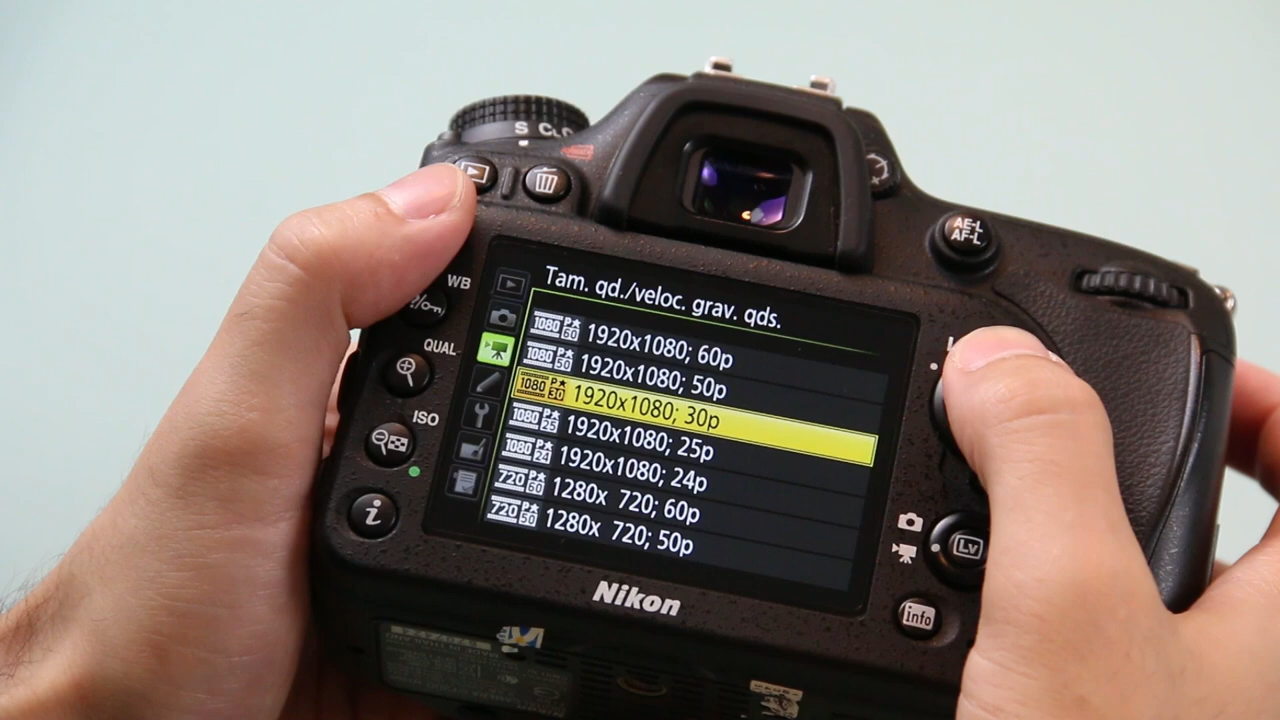 S CL C
WB
?/
QUAL
ISO
i
AE-L
AF-L
Tam. qd./veloc. grav. qds.
1080 P★ 60 1920x1080; 60p
1080 P★ 50 1920x1080; 50p
1080 P★ 30 1920x1080; 30p
1080 P★ 25 1920x1080; 25p
1080 P★ 24 1920x1080; 24p
720 P★ 60 1280x 720; 60p
720 P★ 50 1280x 720; 50p
Lv
info
Nikon